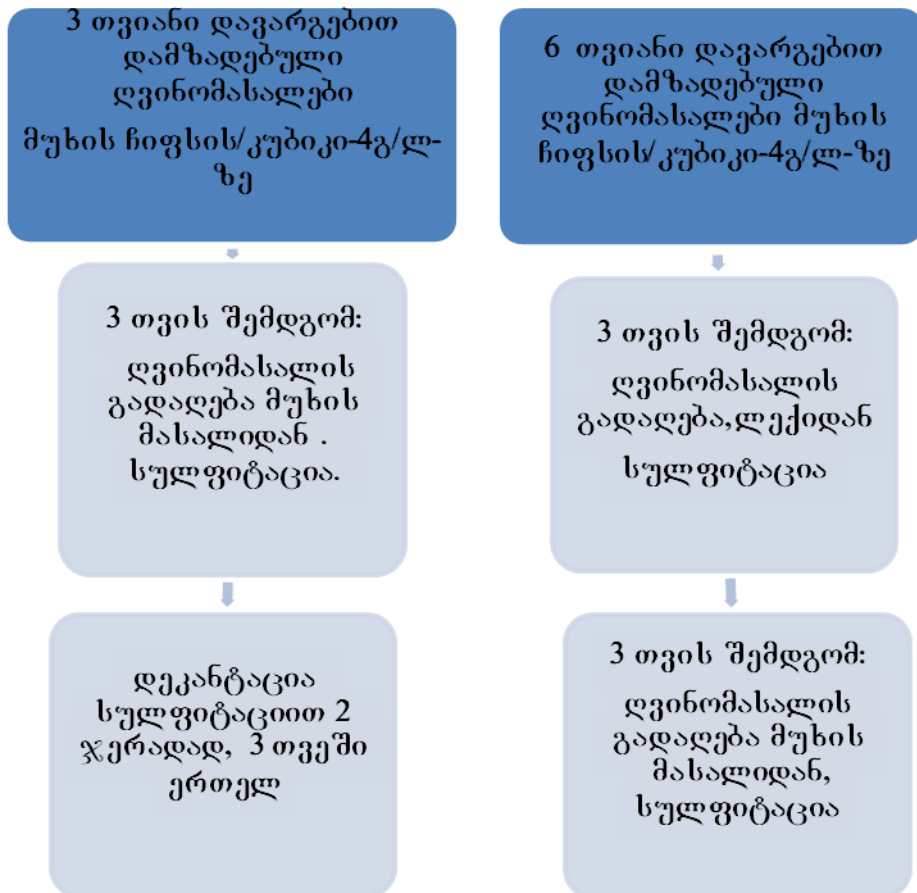 3 თვიანი დავარგებით
დამზადებული
ღვინომასალები
მუხის ჩიფსის/კუბიკი-4გ/ლ-
ზე
3 თვის შემდგომ:
ღვინომასალის
გადაღება მუხის
მასალიდან .
სულფიტაცია.
დეკანტაცია
სულფიტაციით 2
ჯერადად, 3 თვეში
ერთელ
6 თვიანი დავარგებით
დამზადებული
ღვინომასალები მუხის
ჩიფსის/კუბიკი-4გ/ლ-ზე
3 თვის შემდგომ:
ღვინომასალის
გადაღება,ლექიდან
სულფიტაცია
3 თვის შემდგომ:
ღვინომასალის
გადაღება მუხის
მასალიდან,
სულფიტაცია